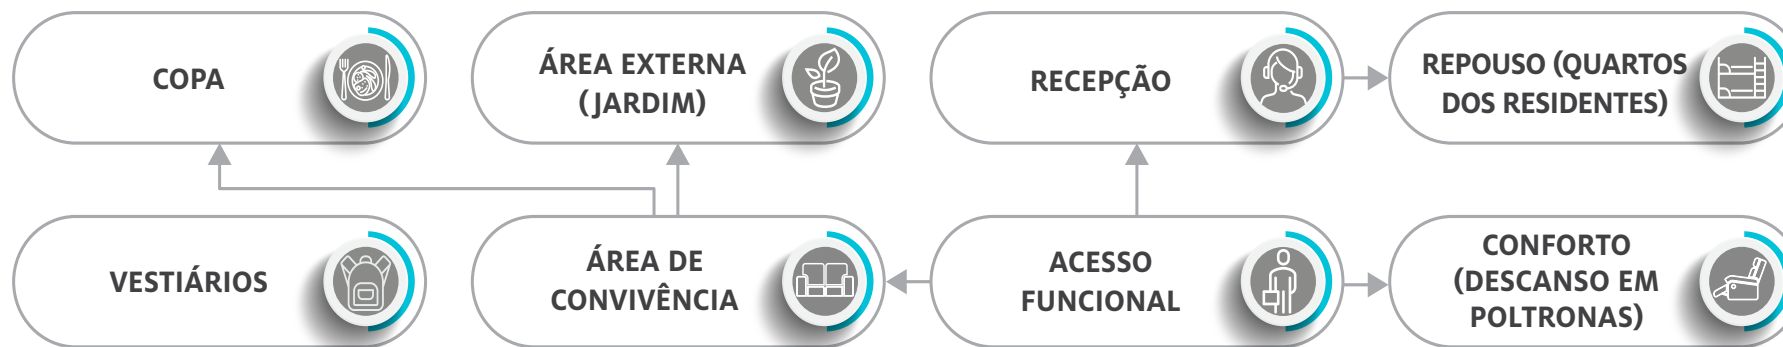 COPA
ÁREA EXTERNA
(JARDIM)
RECEPÇÃO
REPOUSO (QUARTOS
DOS RESIDENTES)
VESTIÁRIOS
ÁREA DE
CONVIVÊNCIA
ACESSO
FUNCIONAL
CONFORTO
(DESCANSO EM
POLTRONAS)